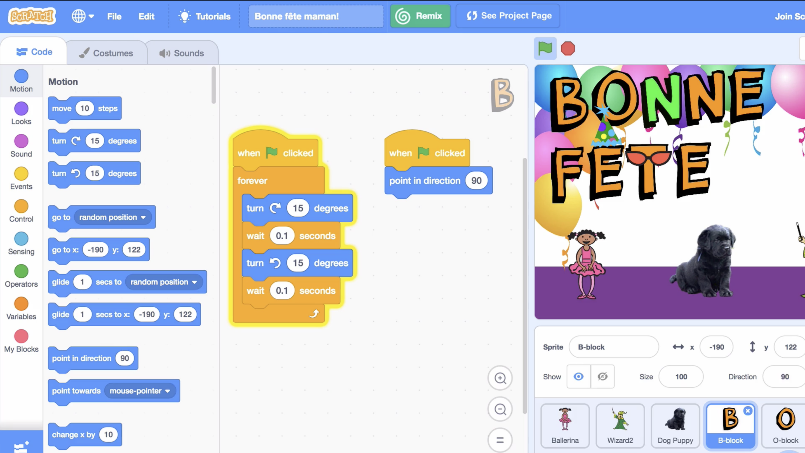 SCRATCH File Edit Tutorials Bonne fête maman! Remix See Project Page
Code Costumes Sounds
Motion
Looks
Sound
Events
Control
Sensing
Operators
Variables
My Blocks
Motion
move 10 steps
turn 15 degrees
turn 15 degrees
go to random position
go to x: -190 y: 122
glide 1 secs to random position
glide 1 secs to x: -190 y: 122
point in direction 90
point towards mouse-pointer
change x by 10
when clicked
forever
turn 15 degrees
wait 0.1 seconds
turn 15 degrees
wait 0.1 seconds
when clicked
point in direction 90
B
BONNE
FETE
Sprite B-block x -190 y 122
Show Size 100 Direction 90
B O
Ballerina Wizard2 Dog Puppy B-block O-block